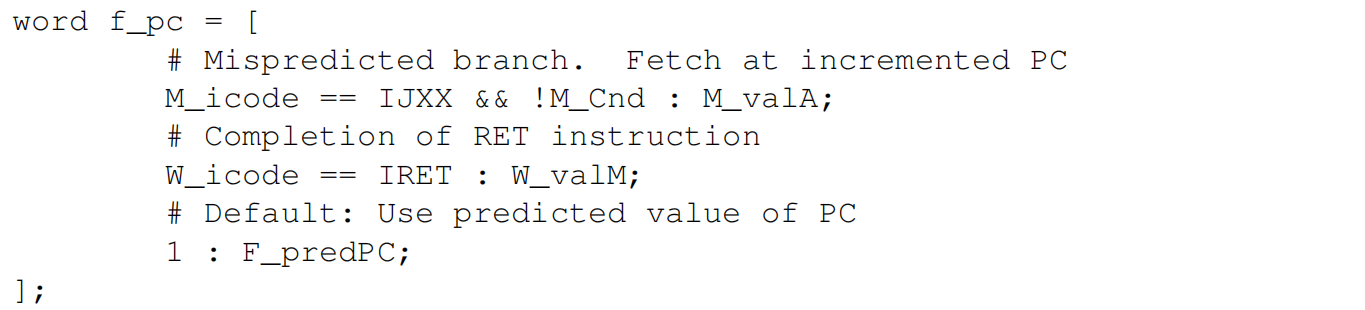 word f_pc = [
        # Mispredicted branch.  Fetch at incremented PC
        M_icode == IJXX && !M_Cnd : M_valA;
        # Completion of RET instruction
        W_icode == IRET : W_valM;
        # Default: Use predicted value of PC
        1 : F_predPC;
];